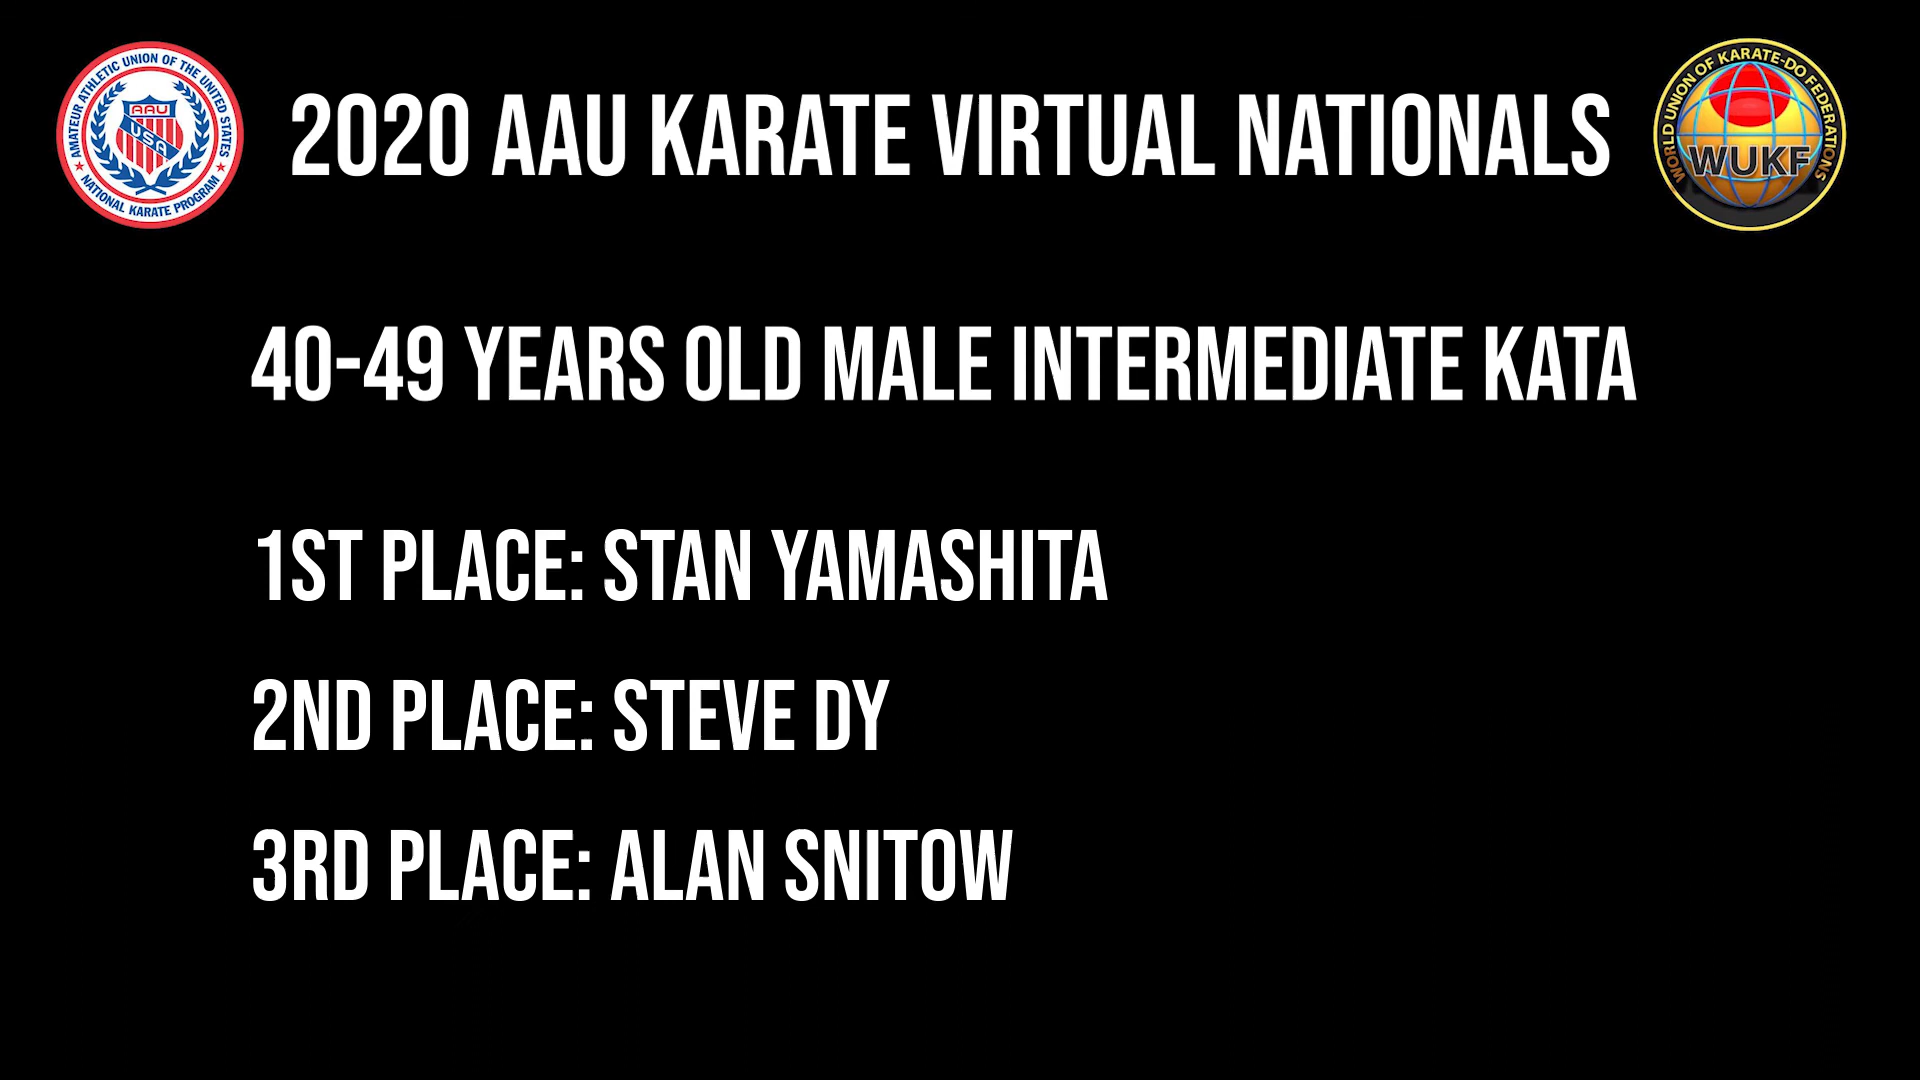 AMATEUR ATHLETIC UNION OF THE UNITED STATES
AAU
USA
NATIONAL KARATE PROGRAM
2020 AAU KARATE VIRTUAL NATIONALS
WORLD UNION OF KARATE-DO FEDERATIONS
WUKF
40-49 YEARS OLD MALE INTERMEDIATE KATA
1ST PLACE: STAN YAMASHITA
2ND PLACE: STEVE DY
3RD PLACE: ALAN SNITOW